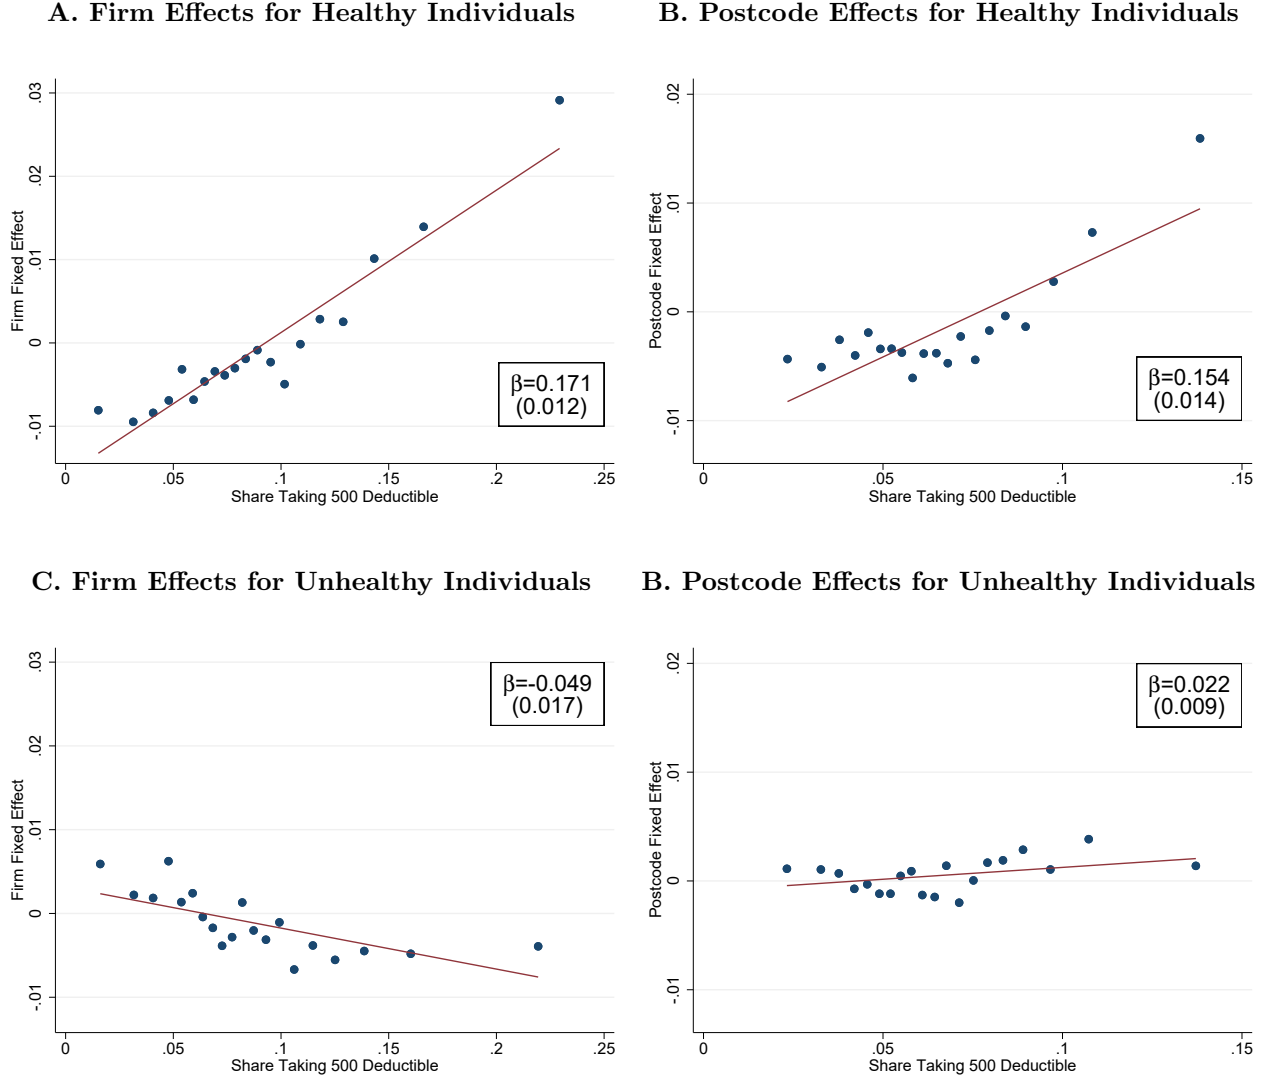 A. Firm Effects for Healthy Individuals
.03
.02
.01
0
-.01
Firm Fixed Effect
β=0.171
(0.012)
0 .05 .1 .15 .2 .25
Share Taking 500 Deductible
B. Postcode Effects for Healthy Individuals
.02
.01
0
-.01
Postcode Fixed Effect
β=0.154
(0.014)
0 .05 .1 .15
Share Taking 500 Deductible
C. Firm Effects for Unhealthy Individuals
.03
.02
.01
0
-.01
Firm Fixed Effect
β=-0.049
(0.017)
0 .05 .1 .15 .2 .25
Share Taking 500 Deductible
B. Postcode Effects for Unhealthy Individuals
.02
.01
0
-.01
Postcode Fixed Effect
β=0.022
(0.009)
0 .05 .1 .15
Share Taking 500 Deductible